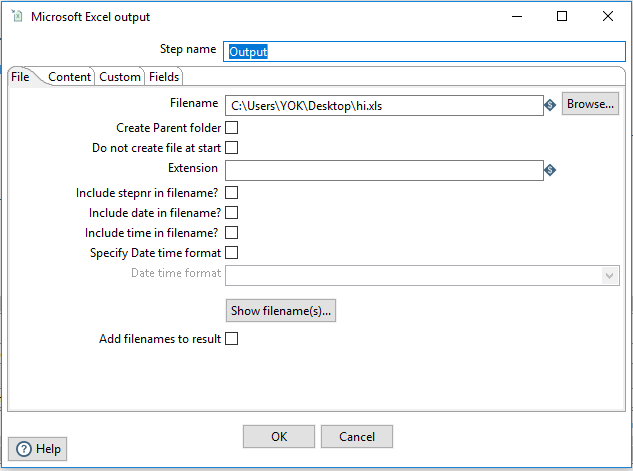 Microsoft Excel output
Step name Output
File Content Custom Fields
Filename C:\Users\YOK\Desktop\hi.xls Browse...
Create Parent folder
Do not create file at start
Extension
Include stepnr in filename?
Include date in filename?
Include time in filename?
Specify Date time format
Date time format
Show filename(s)...
Add filenames to result
OK Cancel
Help